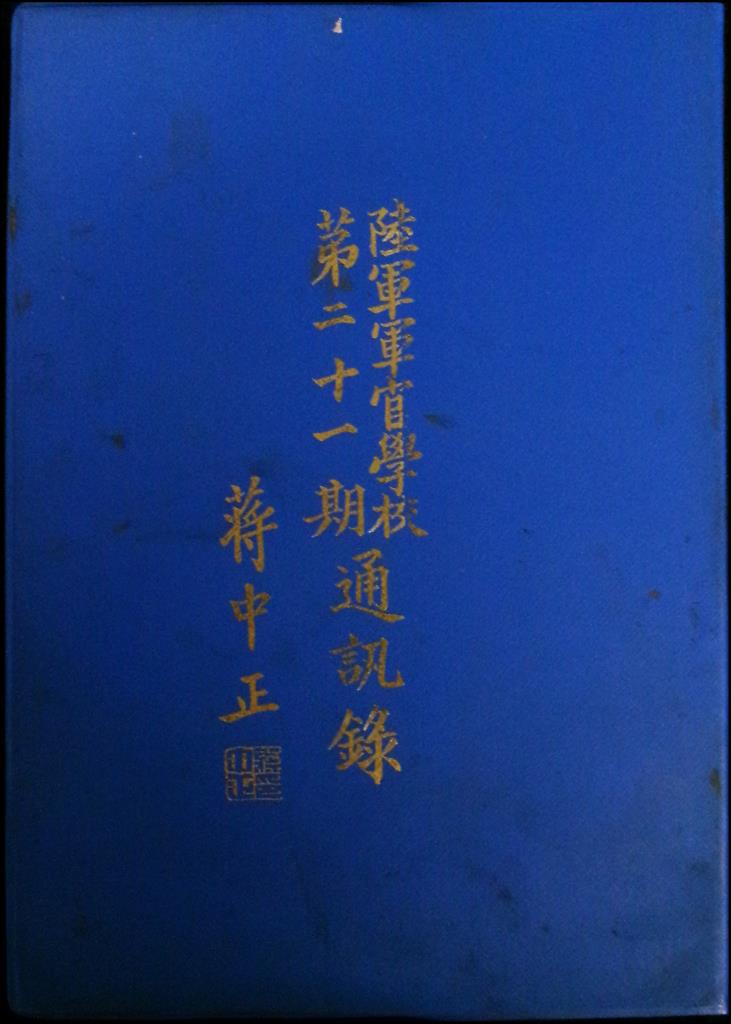 陸軍軍官學校
第二十一期
通訊錄
蔣中正